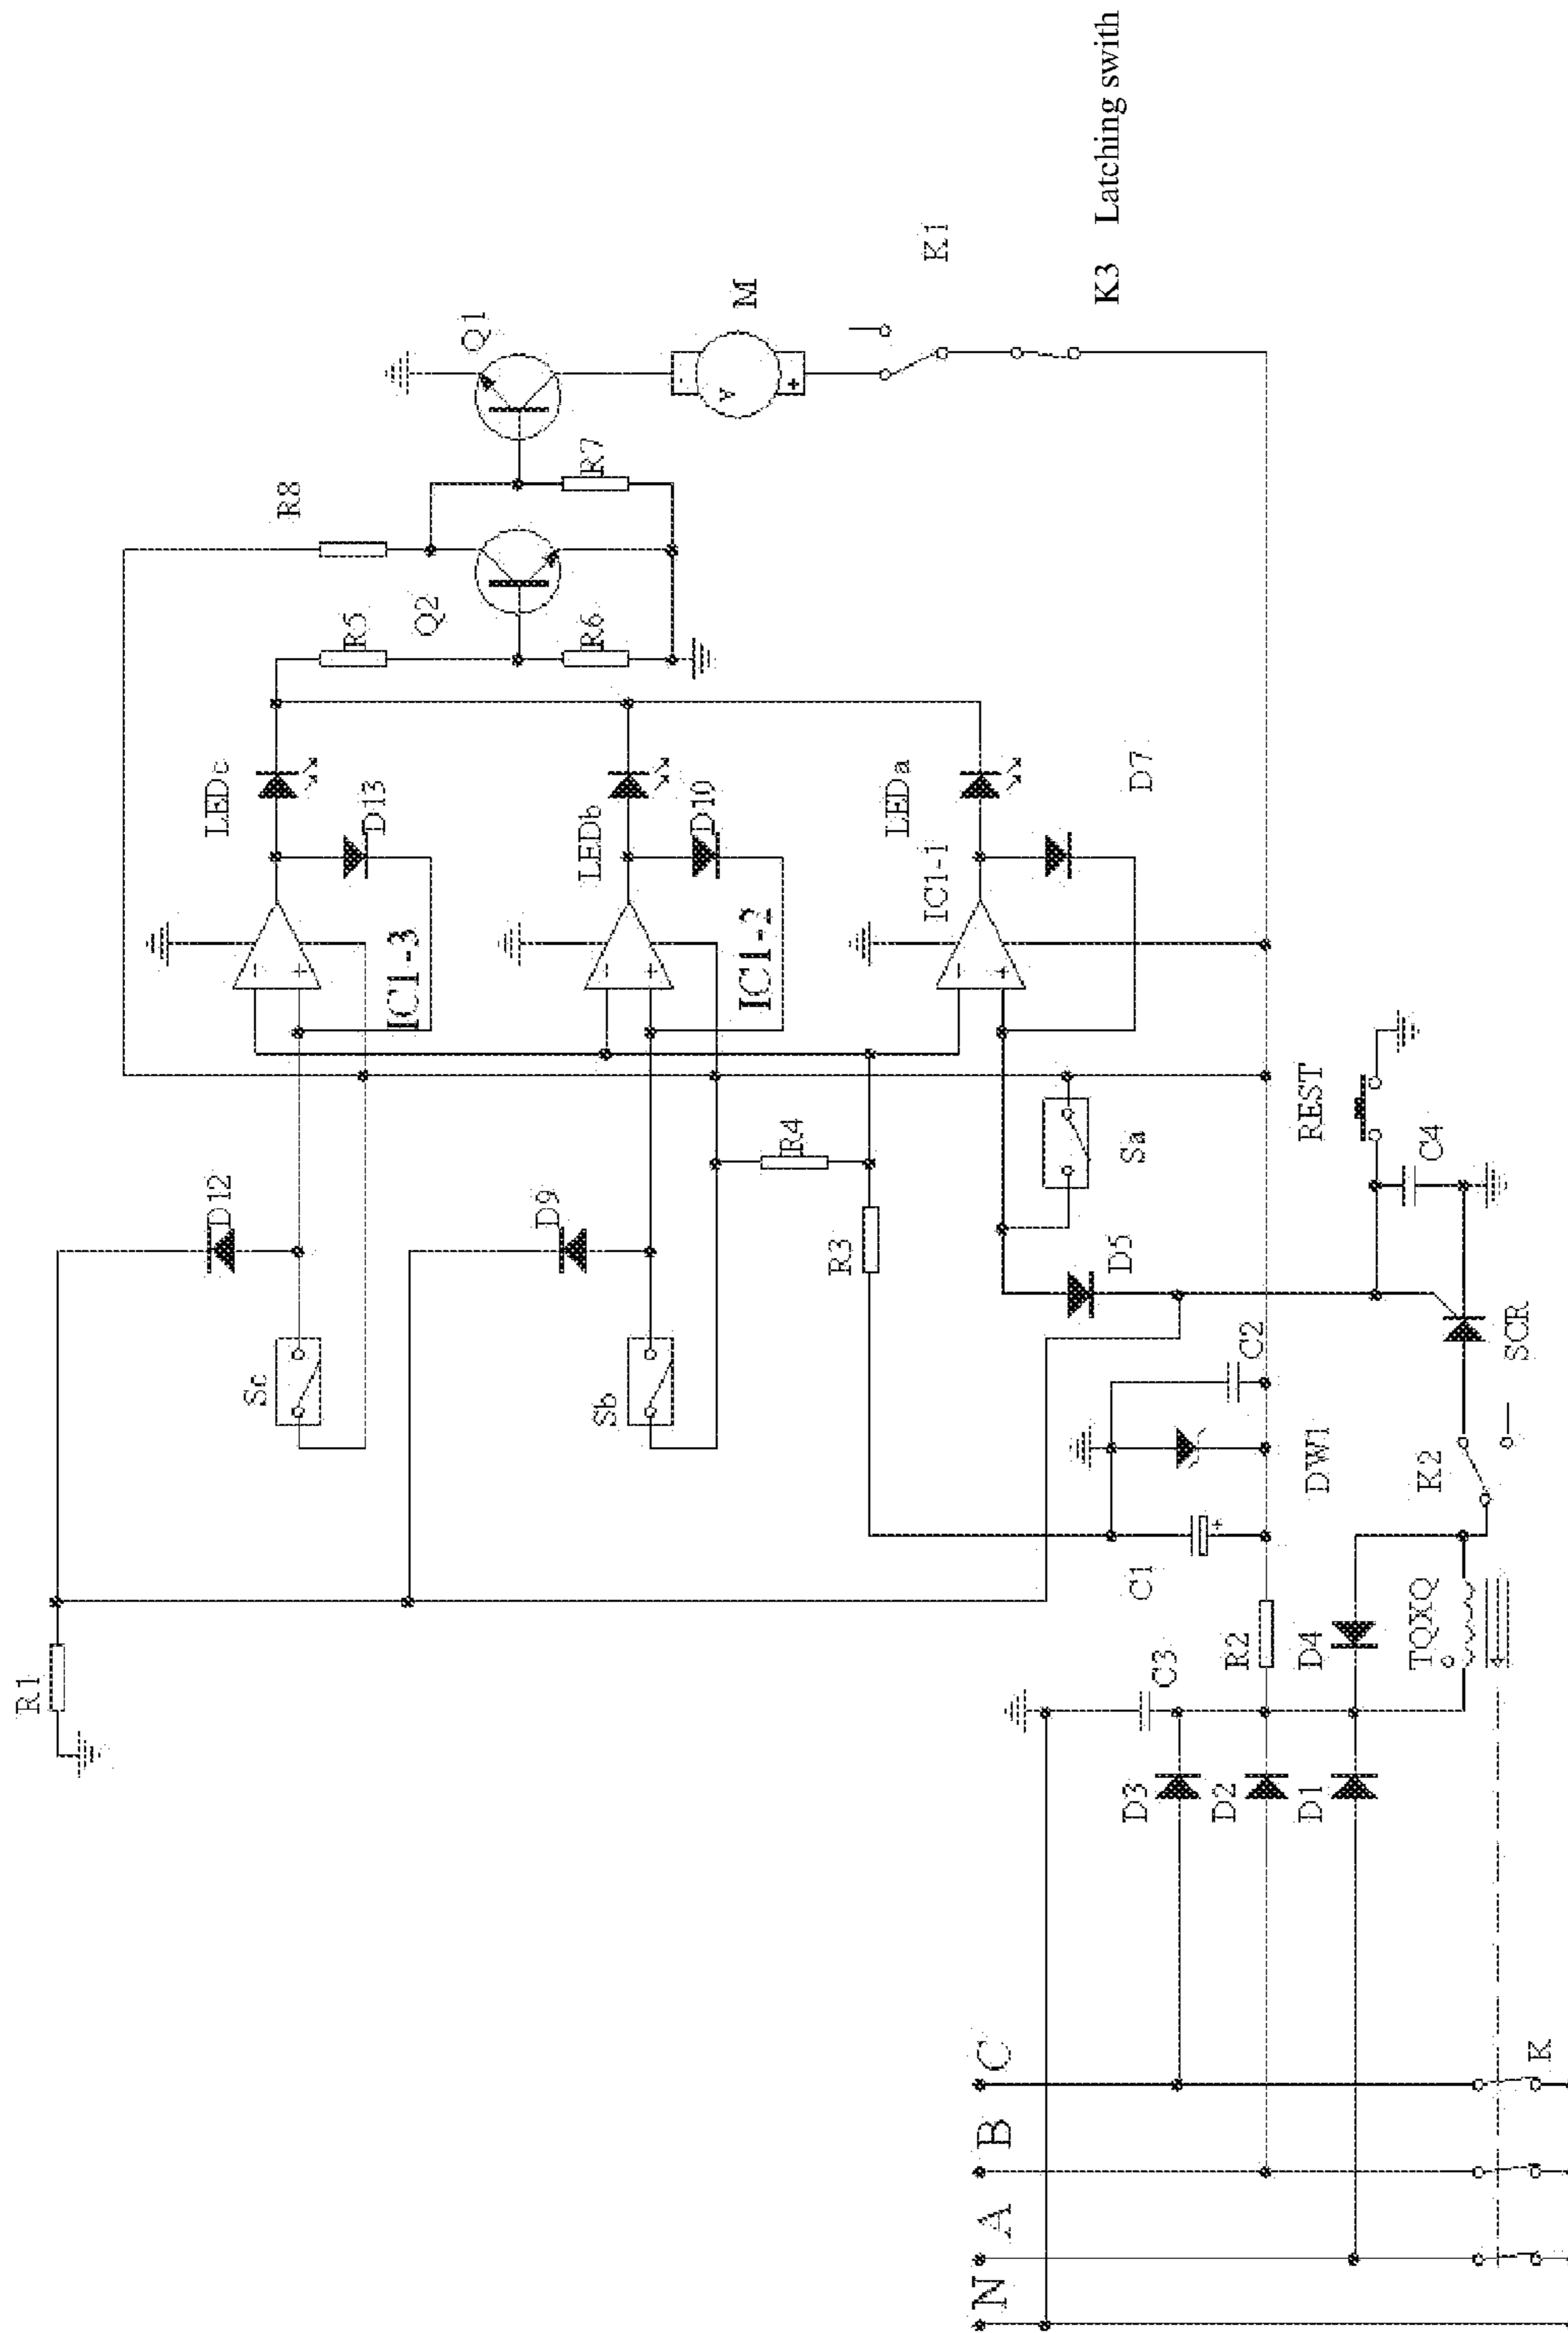 K3 Latching swith
K1
M
Q1
R7
R8
Q2
R5
R6
LEDc
D13
LEDb
D10
LEDa
D7
IC1-1
IC1-2
IC1-3
-
+
-
+
-
+
-
+
V
REST
C4
Sa
R4
D12
D9
R3
D5
SCR
C2
Sc
Sb
DW1
K2
C1
+
TQXQ
D4
R2
C3
R1
D3
D2
D1
N A B C
K